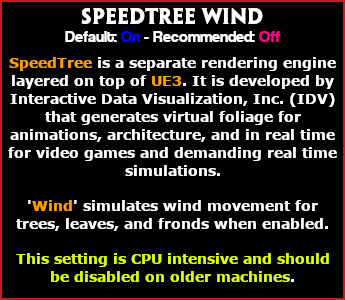 SPEEDTREE WIND
Default: On - Recommended: Off
SpeedTree is a separate rendering engine
layered on top of UE3. It is developed by
Interactive Data Visualization, Inc. (IDV)
that generates virtual foliage for
animations, architecture, and in real time
for video games and demanding real time
simulations.
'Wind' simulates wind movement for
trees, leaves, and fronds when enabled.
This setting is CPU intensive and should
be disabled on older machines.